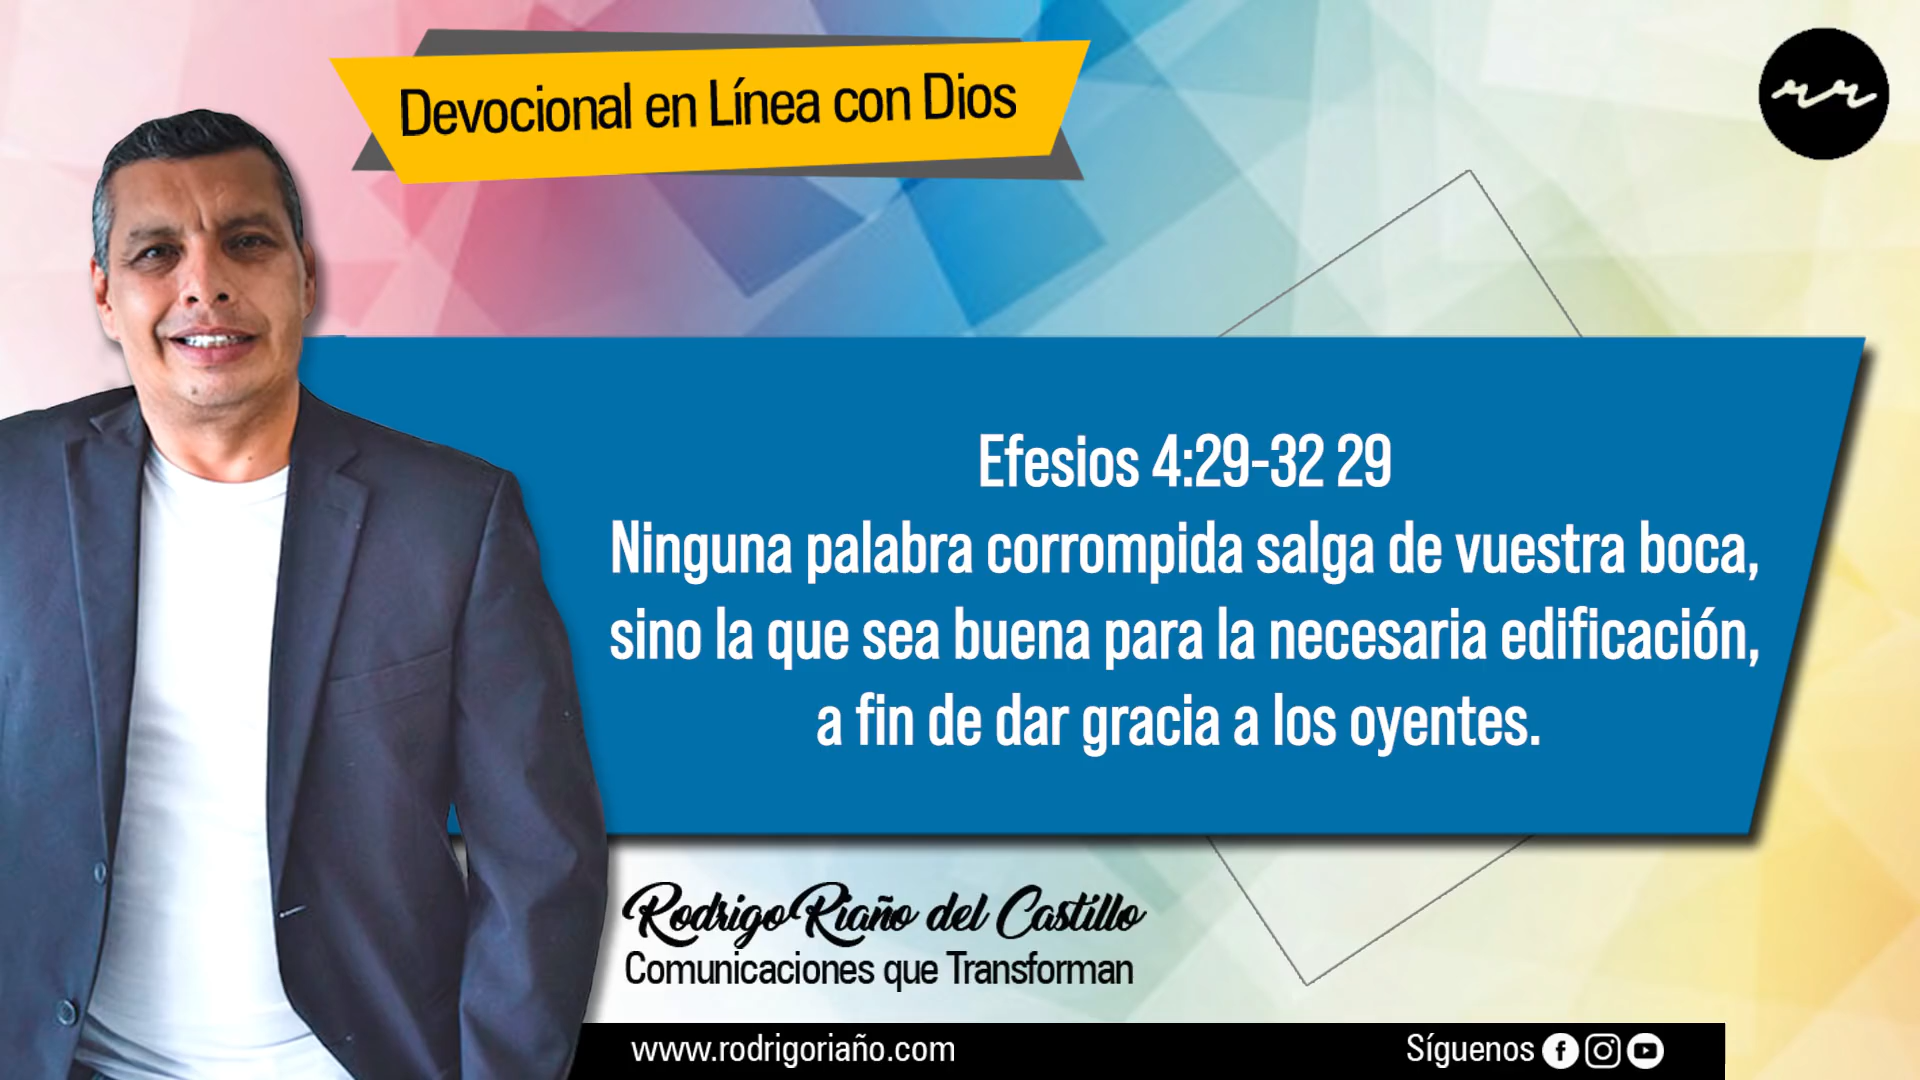 Devocional en Línea con Dios
rr
Efesios 4:29-32 29
Ninguna palabra corrompida salga de vuestra boca,
sino la que sea buena para la necesaria edificación,
a fin de dar gracia a los oyentes.
Rodrigo Riaño del Castillo
Comunicaciones que Transforman
www.rodrigoriaño.com
Síguenos